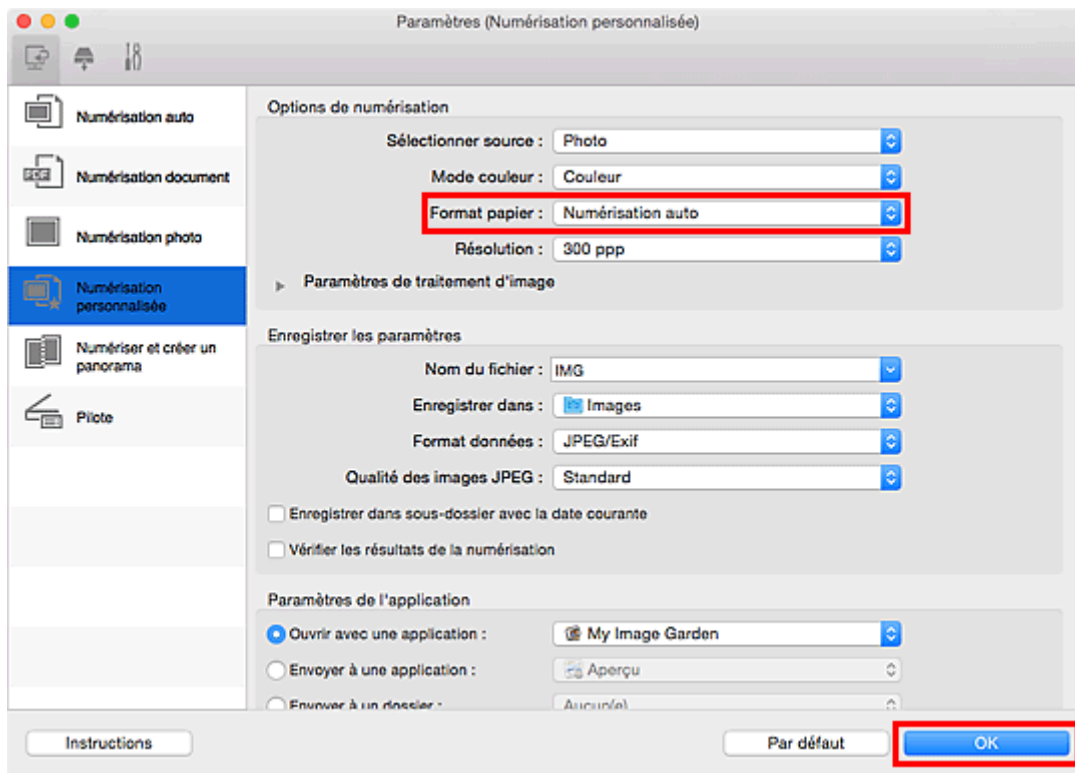 Paramètres (Numérisation personnalisée)
Numérisation auto
Numérisation document
Numérisation photo
Numérisation
personnalisée
Numériser et créer un
panorama
Pilote
Options de numérisation
Sélectionner source : Photo
Mode couleur : Couleur
Format papier : Numérisation auto
Résolution : 300 ppp
Paramètres de traitement d'image
Enregistrer les paramètres
Nom du fichier : IMG
Enregistrer dans : Images
Format données : JPEG/Exif
Qualité des images JPEG : Standard
Enregistrer dans sous-dossier avec la date courante
Vérifier les résultats de la numérisation
Paramètres de l'application
Ouvrir avec une application : My Image Garden
Envoyer à une application : Aperçu
Envoyer à un dossier : Aucun(e)
Instructions
Par défaut
OK